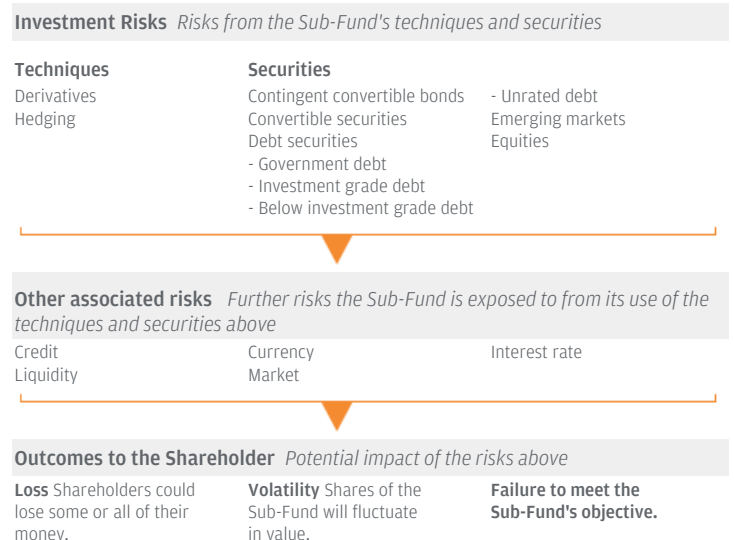 Investment Risks Risks from the Sub-Fund's techniques and securities
Techniques
Derivatives
Hedging
Securities
Contingent convertible bonds
Convertible securities
Debt securities
- Government debt
- Investment grade debt
- Below investment grade debt
- Unrated debt
Emerging markets
Equities
Other associated risks Further risks the Sub-Fund is exposed to from its use of the
techniques and securities above
Credit
Liquidity
Currency
Market
Interest rate
Outcomes to the Shareholder Potential impact of the risks above
Loss Shareholders could
lose some or all of their
money.
Volatility Shares of the
Sub-Fund will fluctuate
in value.
Failure to meet the
Sub-Fund's objective.